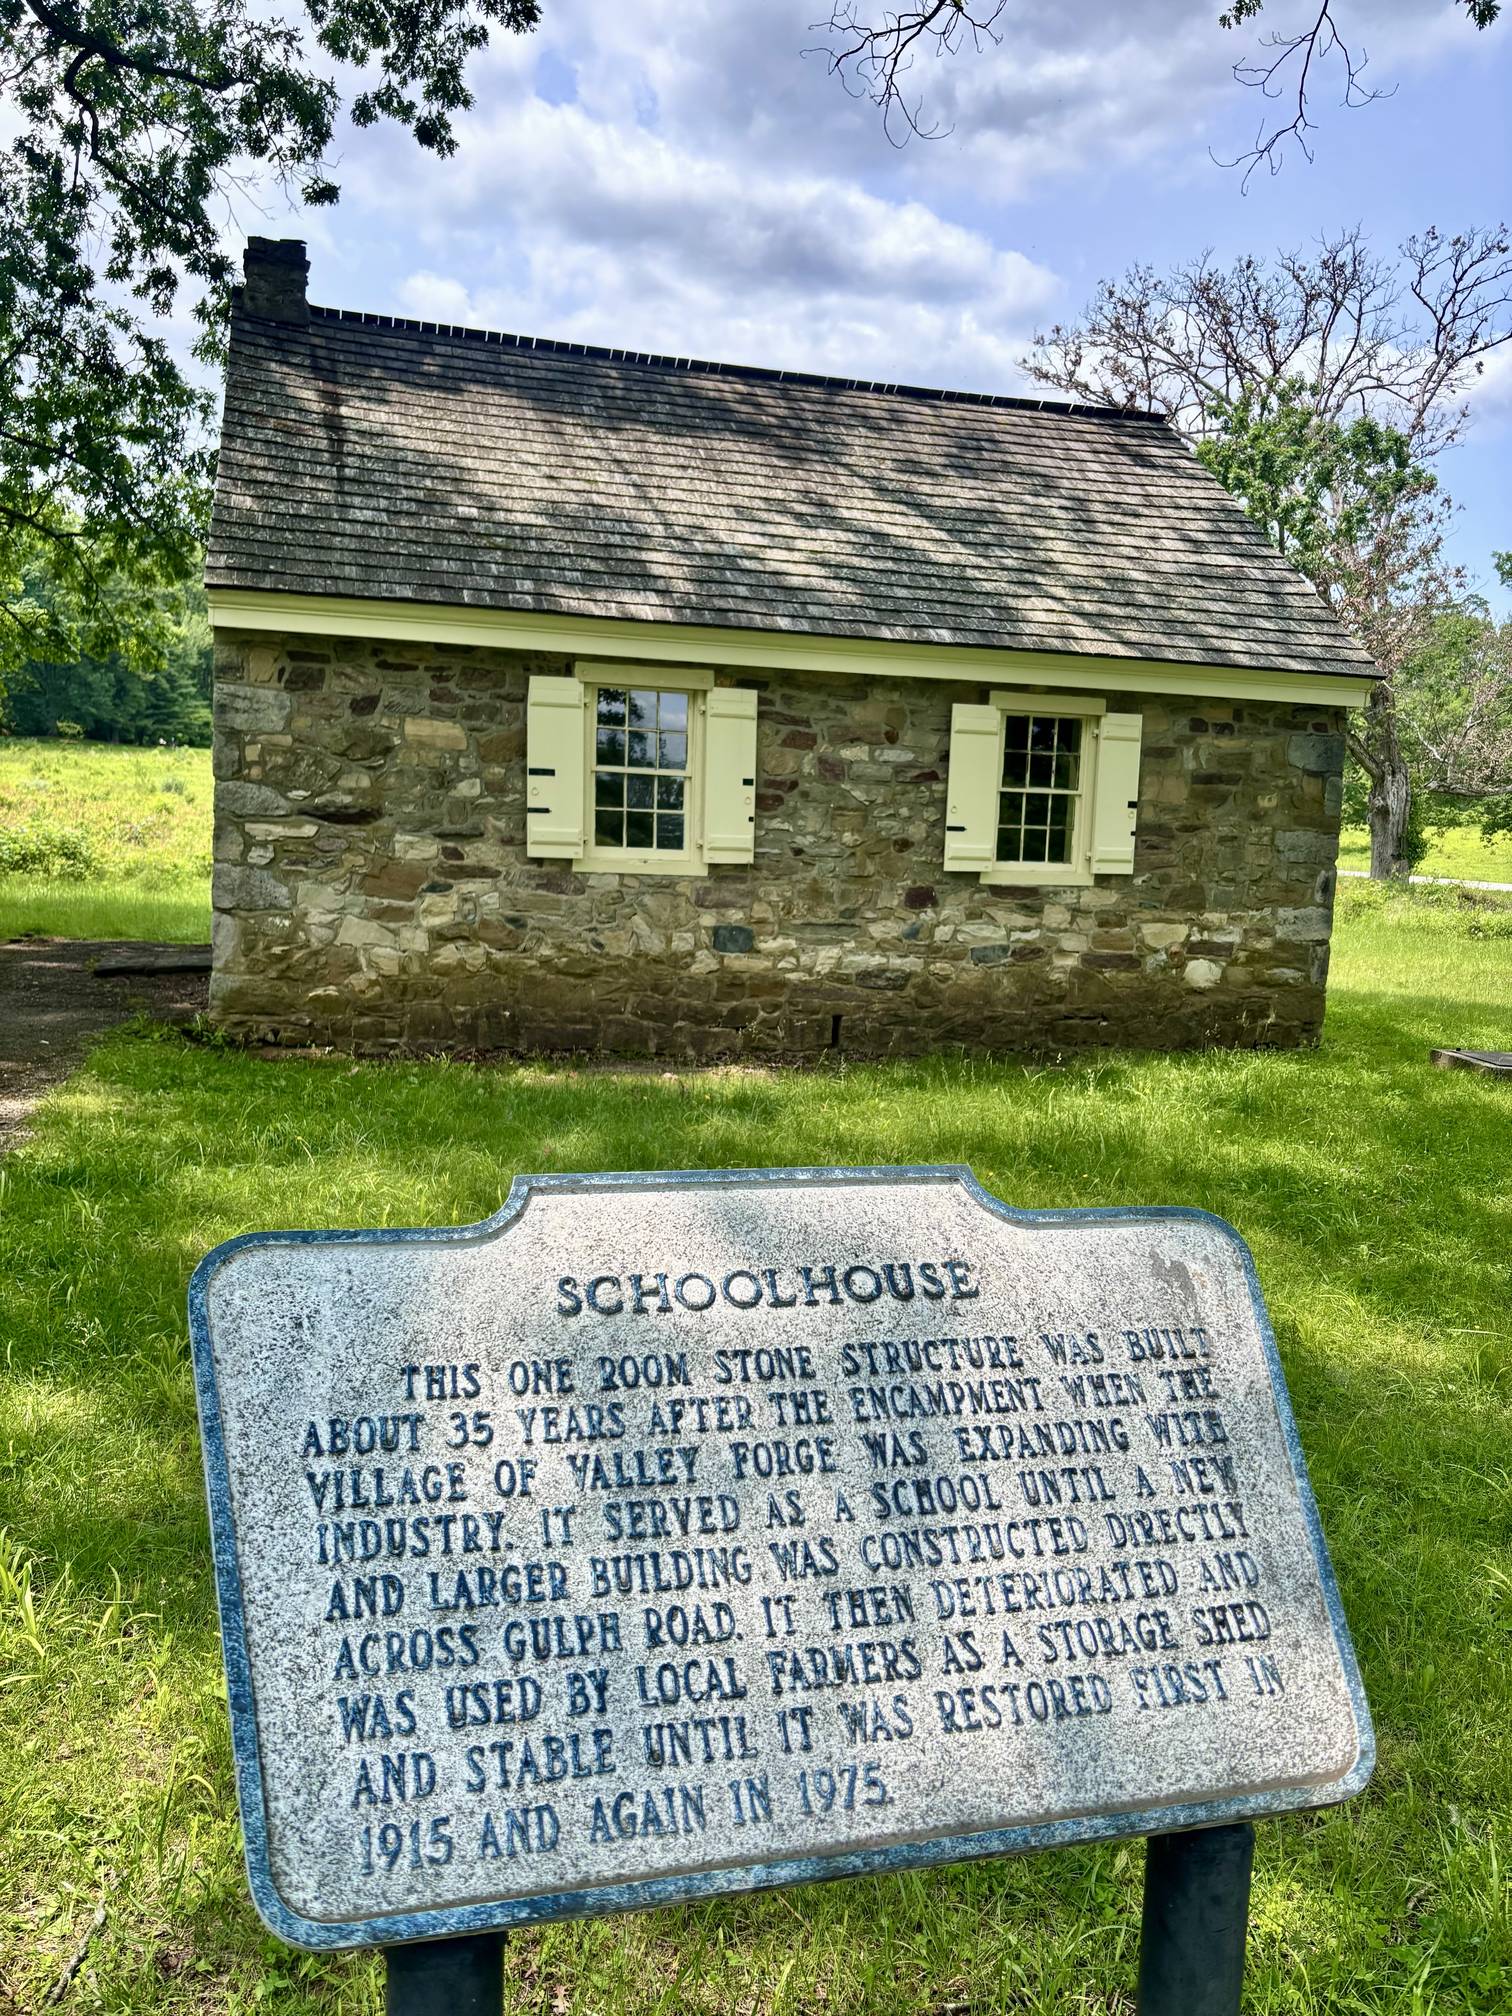 SCHOOLHOUSE
THIS ONE ROOM STONE STRUCTURE WAS BUILT
ABOUT 35 YEARS AFTER THE ENCAMPMENT WHEN THE
VILLAGE OF VALLEY FORGE WAS EXPANDING WITH
INDUSTRY. IT SERVED AS A SCHOOL UNTIL A NEW
AND LARGER BUILDING WAS CONSTRUCTED DIRECTLY
ACROSS GULPH ROAD. IT THEN DETERIORATED AND
WAS USED BY LOCAL FARMERS AS A STORAGE SHED
AND STABLE UNTIL IT WAS RESTORED FIRST IN
1915 AND AGAIN IN 1975.